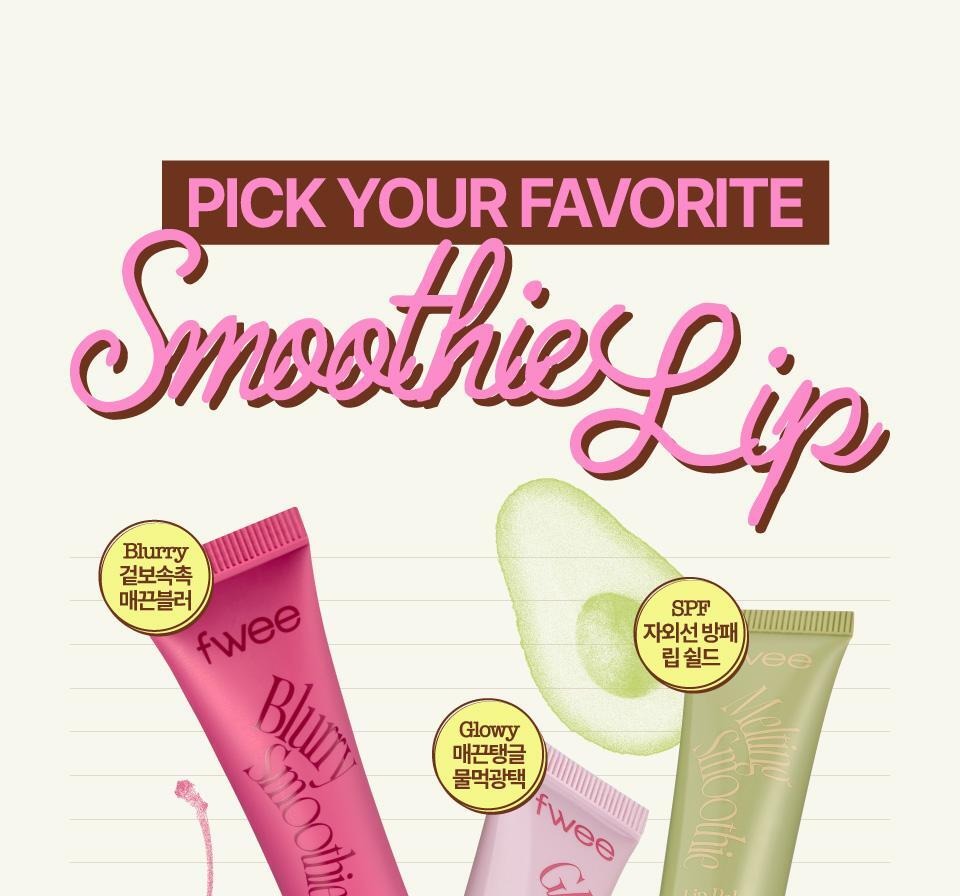 PICK YOUR FAVORITE
Smoothie Lip
Blurry
겉보속촉
매끈블러
fwee
Blurry
Smoothie
SPF
자외선 방패
립 쉴드
wee
Melting
Smoothie
Glowy
매끈탱글
물먹광택
fwee